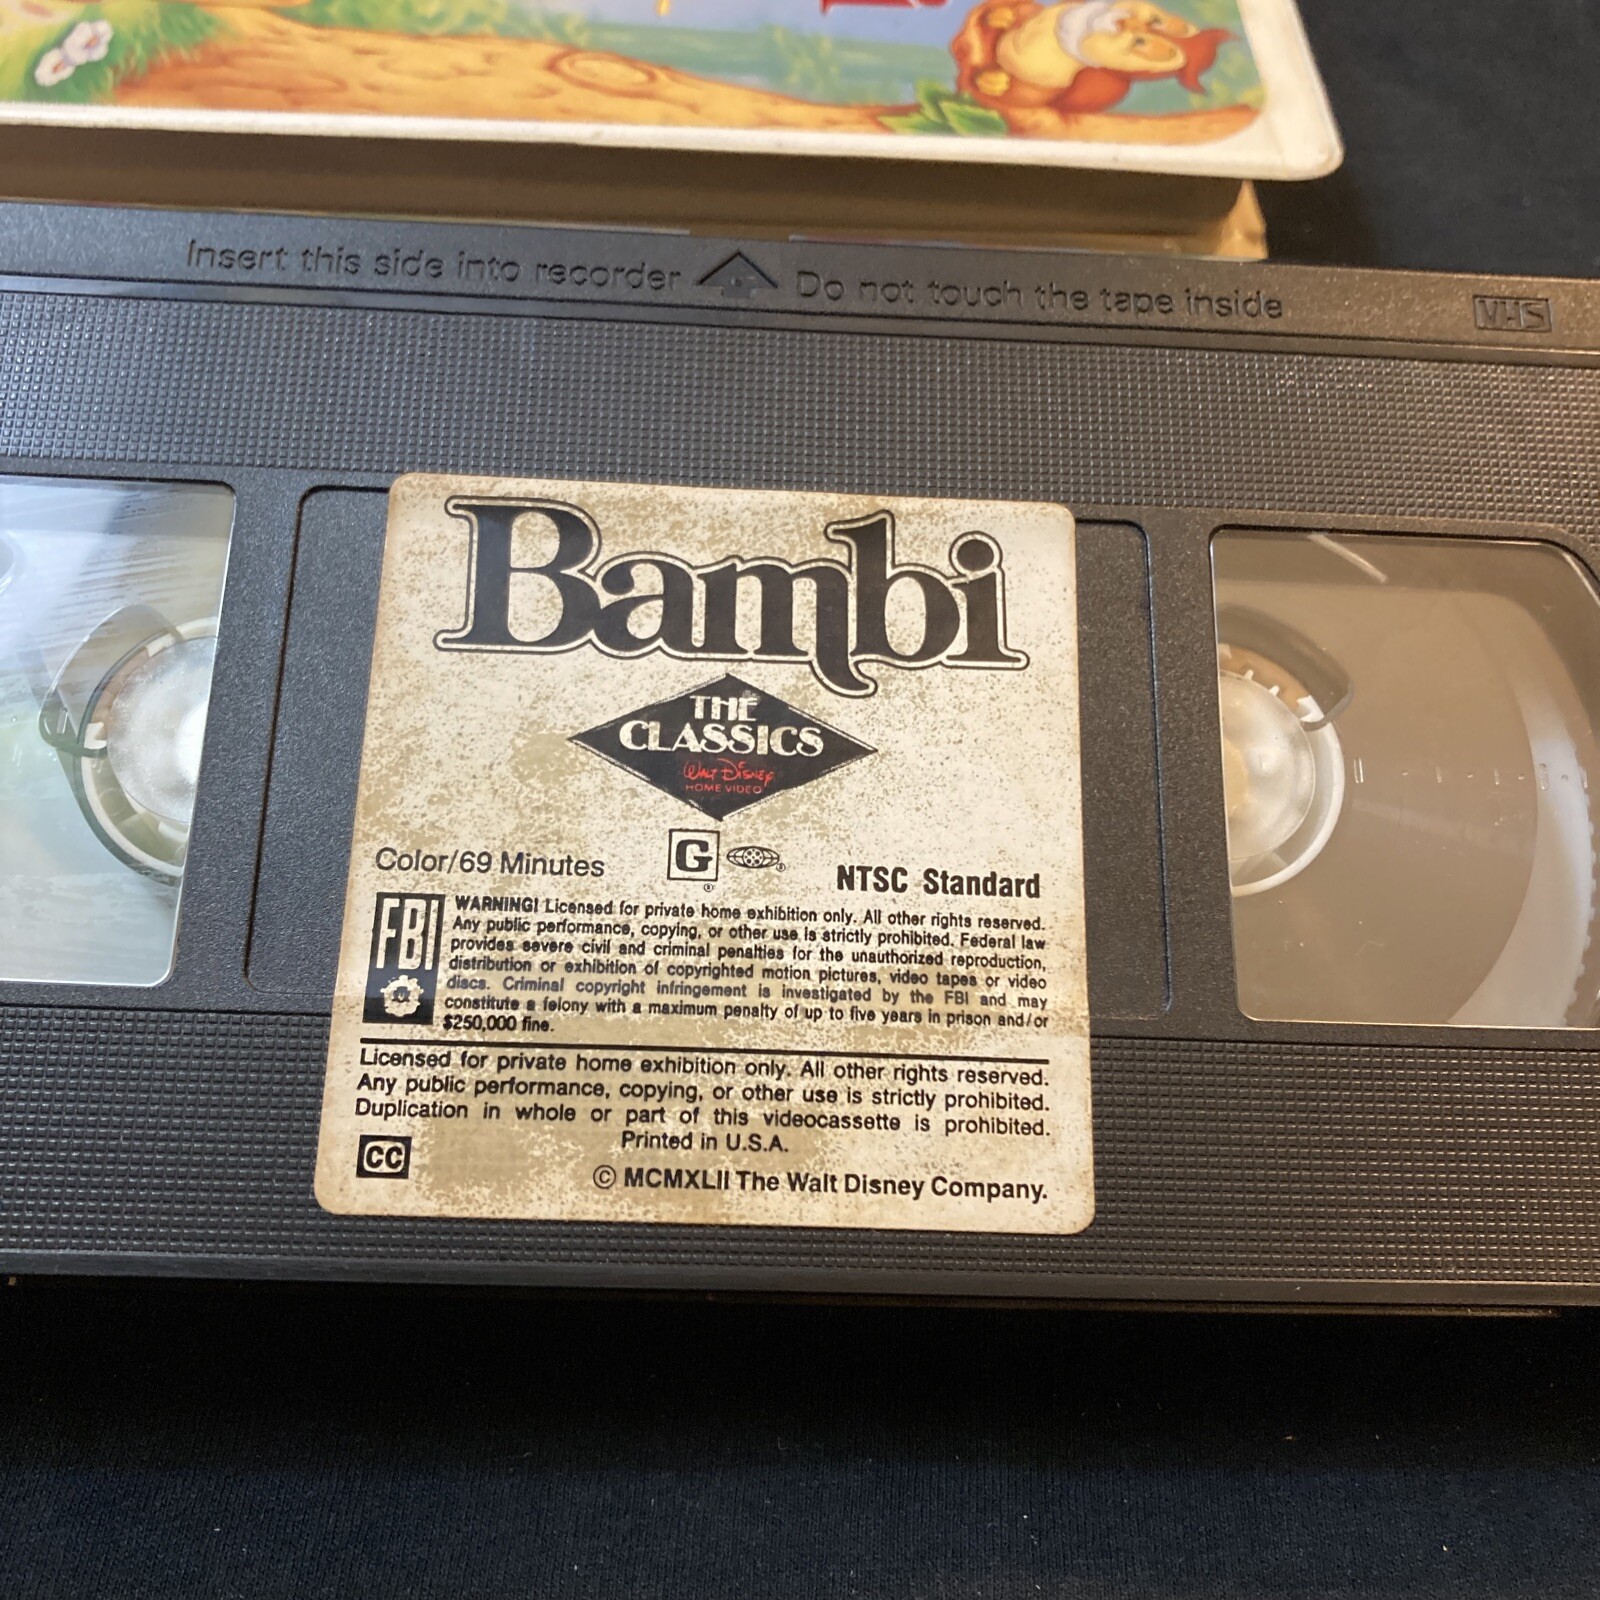 Insert this side into recorder Do not touch the tape inside VHS
Bambi
THE
CLASSICS
WALT DISNEY
HOME VIDEO
Color/69 Minutes G NTSC Standard
FBI
WARNING! Licensed for private home exhibition only. All other rights reserved.
Any public performance, copying, or other use is strictly prohibited. Federal law
provides severe civil and criminal penalties for the unauthorized reproduction,
distribution or exhibition of copyrighted motion pictures, video tapes or video
discs. Criminal copyright infringement is investigated by the FBI and may
constitute a felony with a maximum penalty of up to five years in prison and/or
$250,000 fine.
Licensed for private home exhibition only. All other rights reserved.
Any public performance, copying, or other use is strictly prohibited.
Duplication in whole or part of this videocassette is prohibited.
Printed in U.S.A.
CC
© MCMXLII The Walt Disney Company.